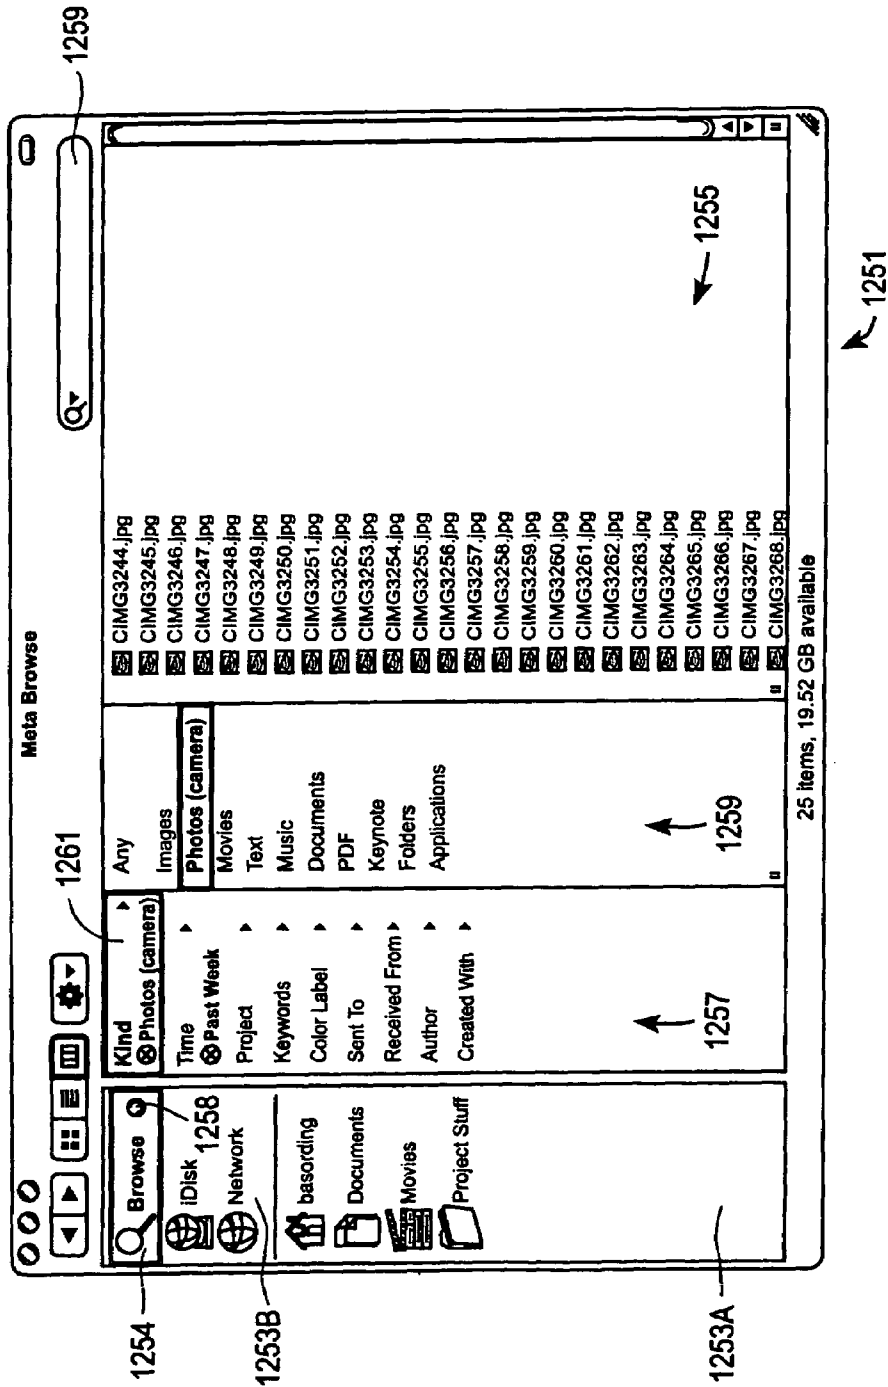 Meta Browse
1259
1261
1254
Browse
1258
iDisk
Network
1253B
basording
Documents
Movies
Project Stuff
1253A
Kind
Photos (camera)
Time
Past Week
Project
Keywords
Color Label
Sent To
Received From
Author
Created With
1257
Any
Images
Photos (camera)
Movies
Text
Music
Documents
PDF
Keynote
Folders
Applications
1259
CIMG3244.jpg
CIMG3245.jpg
CIMG3246.jpg
CIMG3247.jpg
CIMG3248.jpg
CIMG3249.jpg
CIMG3250.jpg
CIMG3251.jpg
CIMG3252.jpg
CIMG3253.jpg
CIMG3254.jpg
CIMG3255.jpg
CIMG3256.jpg
CIMG3257.jpg
CIMG3258.jpg
CIMG3259.jpg
CIMG3260.jpg
CIMG3261.jpg
CIMG3262.jpg
CIMG3263.jpg
CIMG3264.jpg
CIMG3265.jpg
CIMG3266.jpg
CIMG3267.jpg
CIMG3268.jpg
1255
25 items, 19.52 GB available
1251